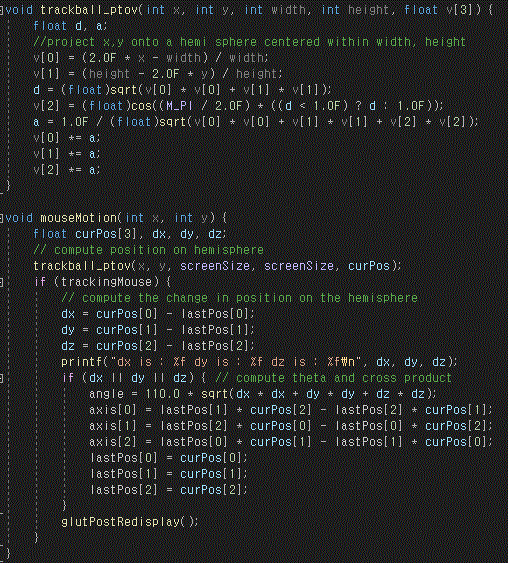 void trackball_ptov(int x, int y, int width, int height, float v[3]) {
float d, a;
//project x,y onto a hemi sphere centered within width, height
v[0] = (2.0F * x - width) / width;
v[1] = (height - 2.0F * y) / height;
d = (float)sqrt(v[0] * v[0] + v[1] * v[1]);
v[2] = (float)cos((M_PI / 2.0F) * ((d < 1.0F) ? d : 1.0F));
a = 1.0F / (float)sqrt(v[0] * v[0] + v[1] * v[1] + v[2] * v[2]);
v[0] *= a;
v[1] *= a;
v[2] *= a;
}
void mouseMotion(int x, int y) {
float curPos[3], dx, dy, dz;
// compute position on hemisphere
trackball_ptov(x, y, screenSize, screenSize, curPos);
if (trackingMouse) {
// compute the change in position on the hemisphere
dx = curPos[0] - lastPos[0];
dy = curPos[1] - lastPos[1];
dz = curPos[2] - lastPos[2];
printf("dx is : %f dy is : %f dz is : %f₩n", dx, dy, dz);
if (dx || dy || dz) { // compute theta and cross product
angle = 110.0 * sqrt(dx * dx + dy * dy + dz * dz);
axis[0] = lastPos[1] * curPos[2] - lastPos[2] * curPos[1];
axis[1] = lastPos[2] * curPos[0] - lastPos[0] * curPos[2];
axis[2] = lastPos[0] * curPos[1] - lastPos[1] * curPos[0];
lastPos[0] = curPos[0];
lastPos[1] = curPos[1];
lastPos[2] = curPos[2];
}
glutPostRedisplay();
}
}